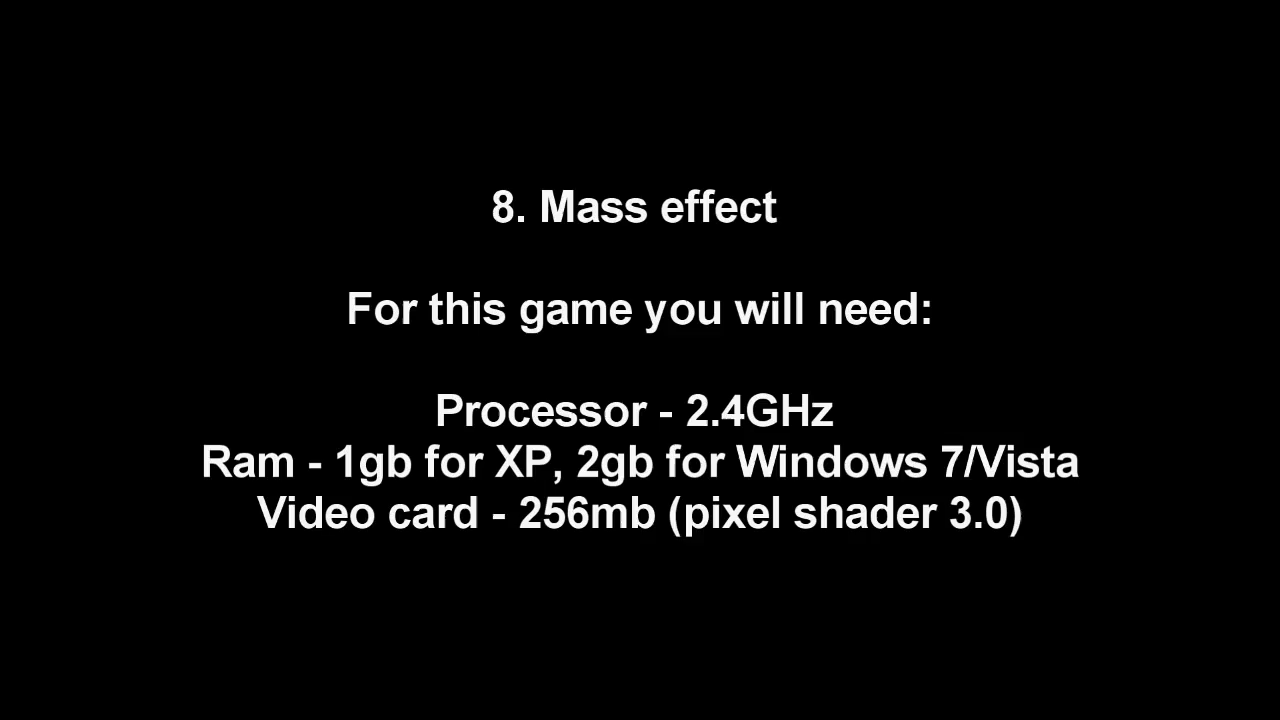 8. Mass effect
For this game you will need:
Processor - 2.4GHz
Ram - 1gb for XP, 2gb for Windows 7/Vista
Video card - 256mb (pixel shader 3.0)